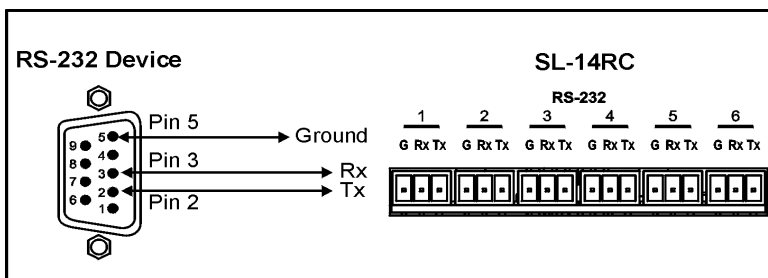 RS-232 Device
SL-14RC
RS-232
1 2 3 4 5 6
G Rx Tx G Rx Tx G Rx Tx G Rx Tx G Rx Tx G Rx Tx
Pin 5
Ground
Pin 3
Rx
Tx
Pin 2
5
9
4
8
3
7
2
6
1